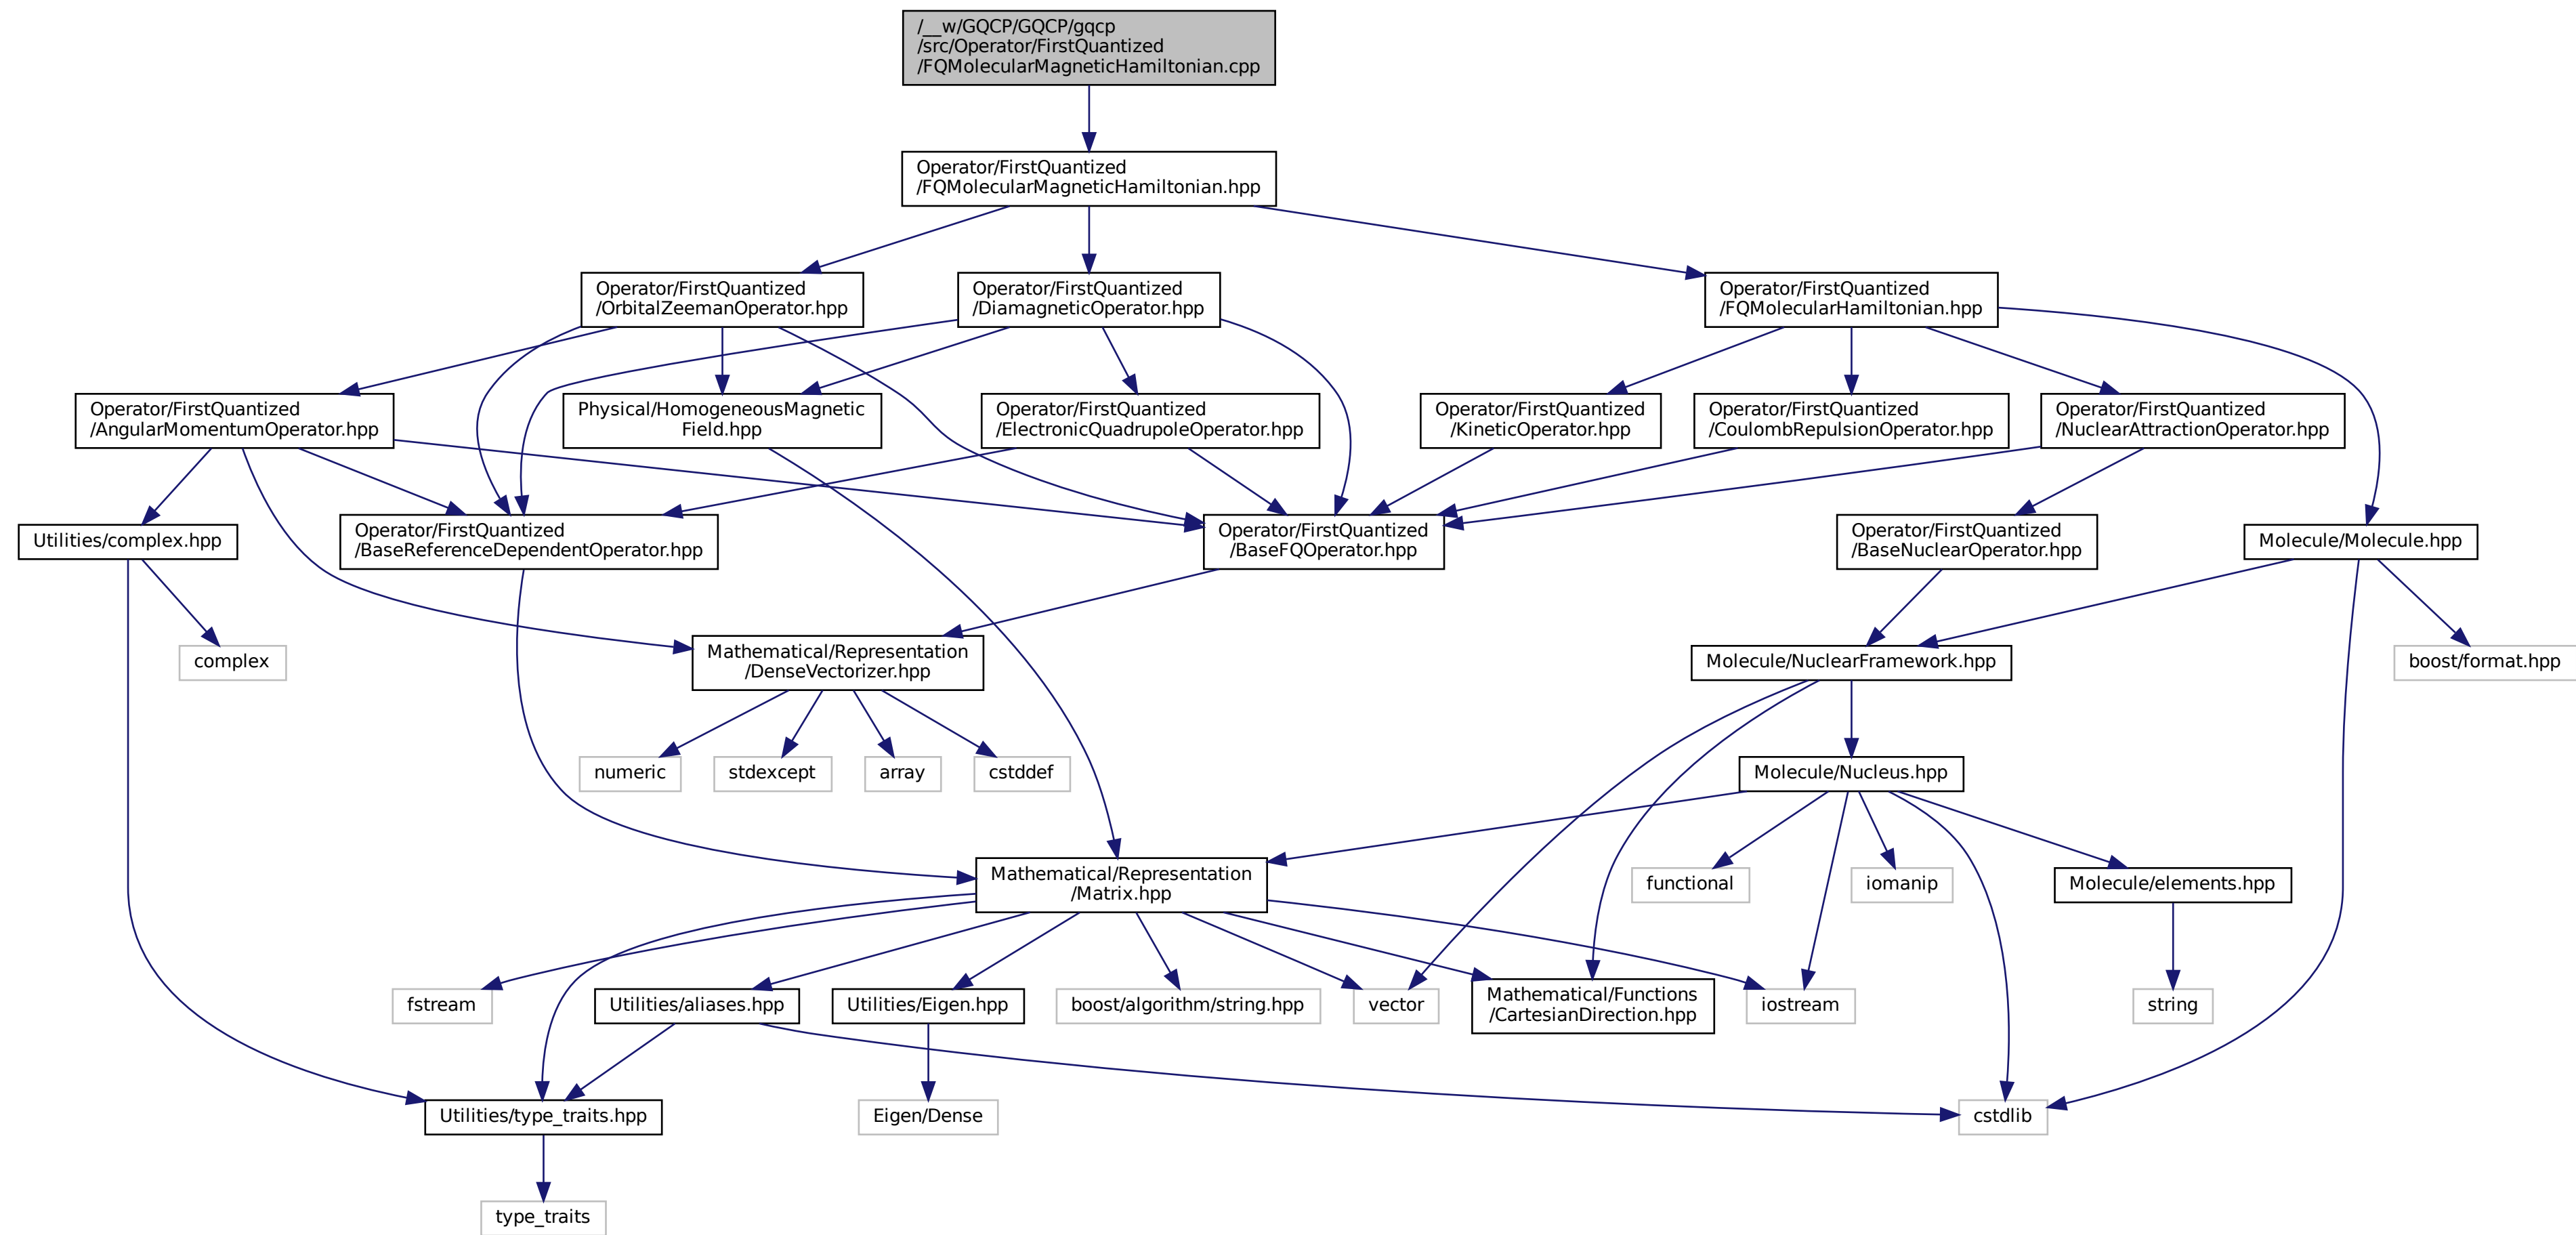 /__w/GQCP/GQCP/gqcp
/src/Operator/FirstQuantized
/FQMolecularMagneticHamiltonian.cpp
Operator/FirstQuantized
/FQMolecularMagneticHamiltonian.hpp
Operator/FirstQuantized
/OrbitalZeemanOperator.hpp
Operator/FirstQuantized
/DiamagneticOperator.hpp
Operator/FirstQuantized
/FQMolecularHamiltonian.hpp
Operator/FirstQuantized
/AngularMomentumOperator.hpp
Physical/HomogeneousMagnetic
Field.hpp
Operator/FirstQuantized
/ElectronicQuadrupoleOperator.hpp
Operator/FirstQuantized
/KineticOperator.hpp
Operator/FirstQuantized
/CoulombRepulsionOperator.hpp
Operator/FirstQuantized
/NuclearAttractionOperator.hpp
Utilities/complex.hpp
Operator/FirstQuantized
/BaseReferenceDependentOperator.hpp
Operator/FirstQuantized
/BaseFQOperator.hpp
Operator/FirstQuantized
/BaseNuclearOperator.hpp
Molecule/Molecule.hpp
complex
Mathematical/Representation
/DenseVectorizer.hpp
Molecule/NuclearFramework.hpp
boost/format.hpp
numeric
stdexcept
array
cstddef
Molecule/Nucleus.hpp
Mathematical/Representation
/Matrix.hpp
functional
iomanip
Molecule/elements.hpp
fstream
Utilities/aliases.hpp
Utilities/Eigen.hpp
boost/algorithm/string.hpp
vector
Mathematical/Functions
/CartesianDirection.hpp
iostream
string
Utilities/type_traits.hpp
Eigen/Dense
cstdlib
type_traits